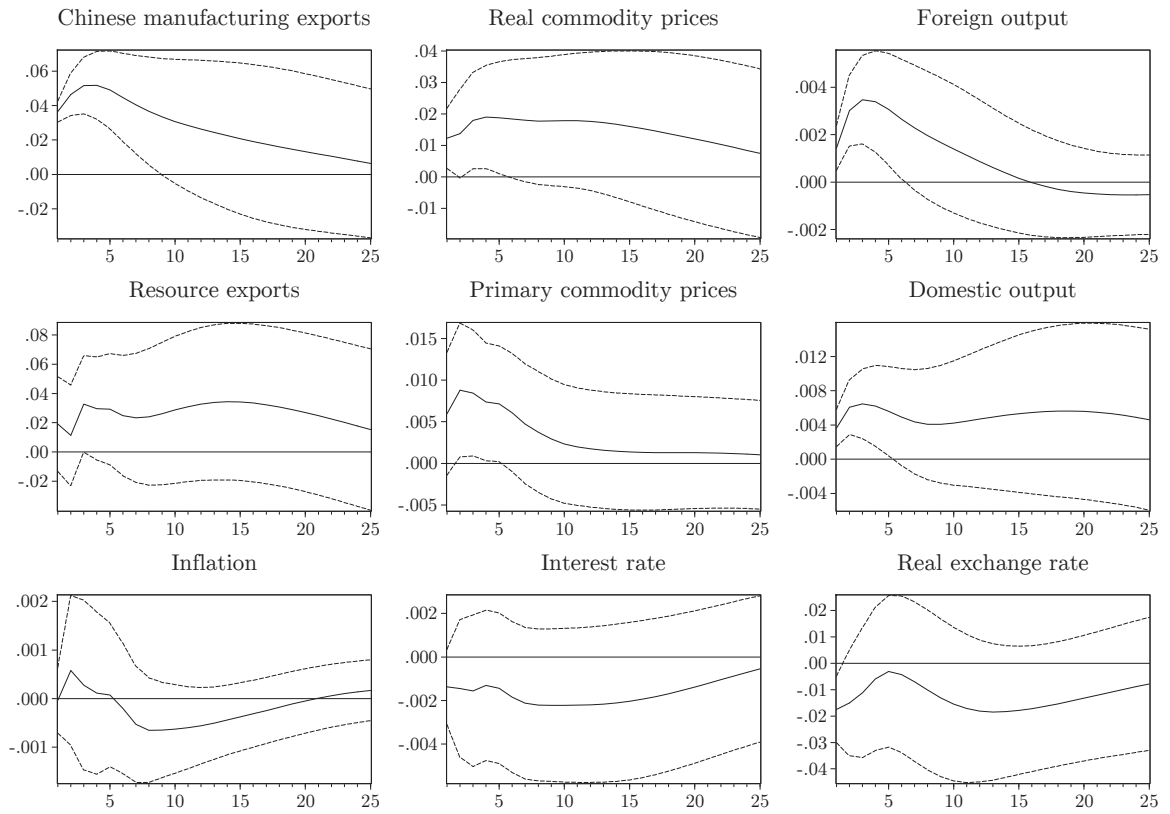 Chinese manufacturing exports
.06
.04
.02
.00
-.02
5 10 15 20 25
Real commodity prices
.04
.03
.02
.01
.00
-.01
5 10 15 20 25
Foreign output
.004
.002
.000
-.002
5 10 15 20 25
Resource exports
.08
.06
.04
.02
.00
-.02
5 10 15 20 25
Primary commodity prices
.015
.010
.005
.000
-.005
5 10 15 20 25
Domestic output
.012
.008
.004
.000
-.004
5 10 15 20 25
Inflation
.002
.001
.000
-.001
5 10 15 20 25
Interest rate
.002
.000
-.002
-.004
5 10 15 20 25
Real exchange rate
.02
.01
.00
-.01
-.02
-.03
-.04
5 10 15 20 25